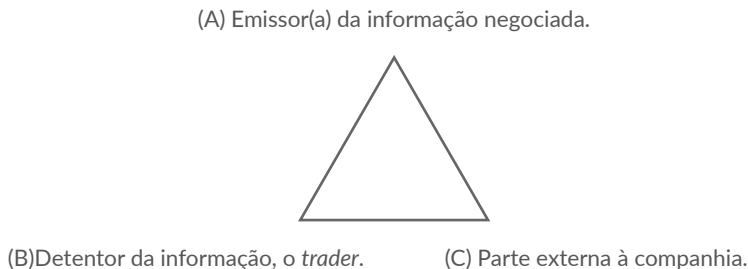 (A) Emissor(a) da informação negociada.
(B)Detentor da informação, o trader.
(C) Parte externa à companhia.